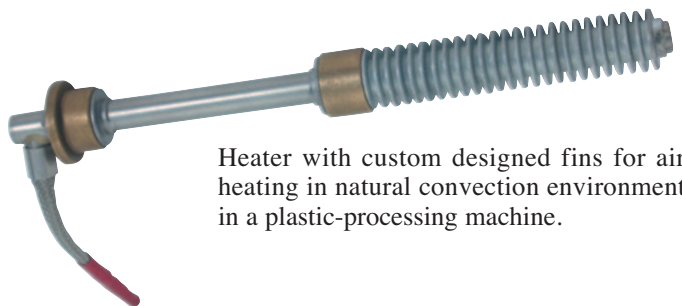 Heater with custom designed fins for air
heating in natural convection environment
in a plastic-processing machine.